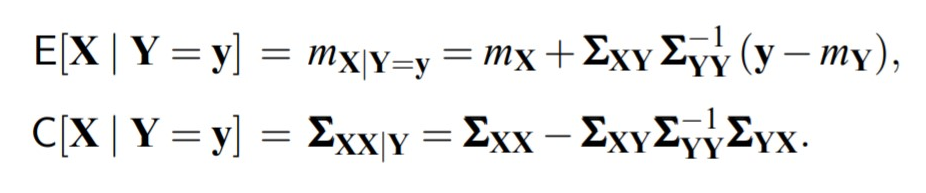 E[𝐗 | 𝐘 = 𝐲] = m_{𝐗|𝐘=𝐲} = m_𝐗 + 𝚺_{𝐗𝐘} 𝚺_{𝐘𝐘}^{−1} (𝐲 − m_𝐘),
C[𝐗 | 𝐘 = 𝐲] = 𝚺_{𝐗𝐗|𝐘} = 𝚺_{𝐗𝐗} − 𝚺_{𝐗𝐘} 𝚺_{𝐘𝐘}^{−1} 𝚺_{𝐘𝐗}.